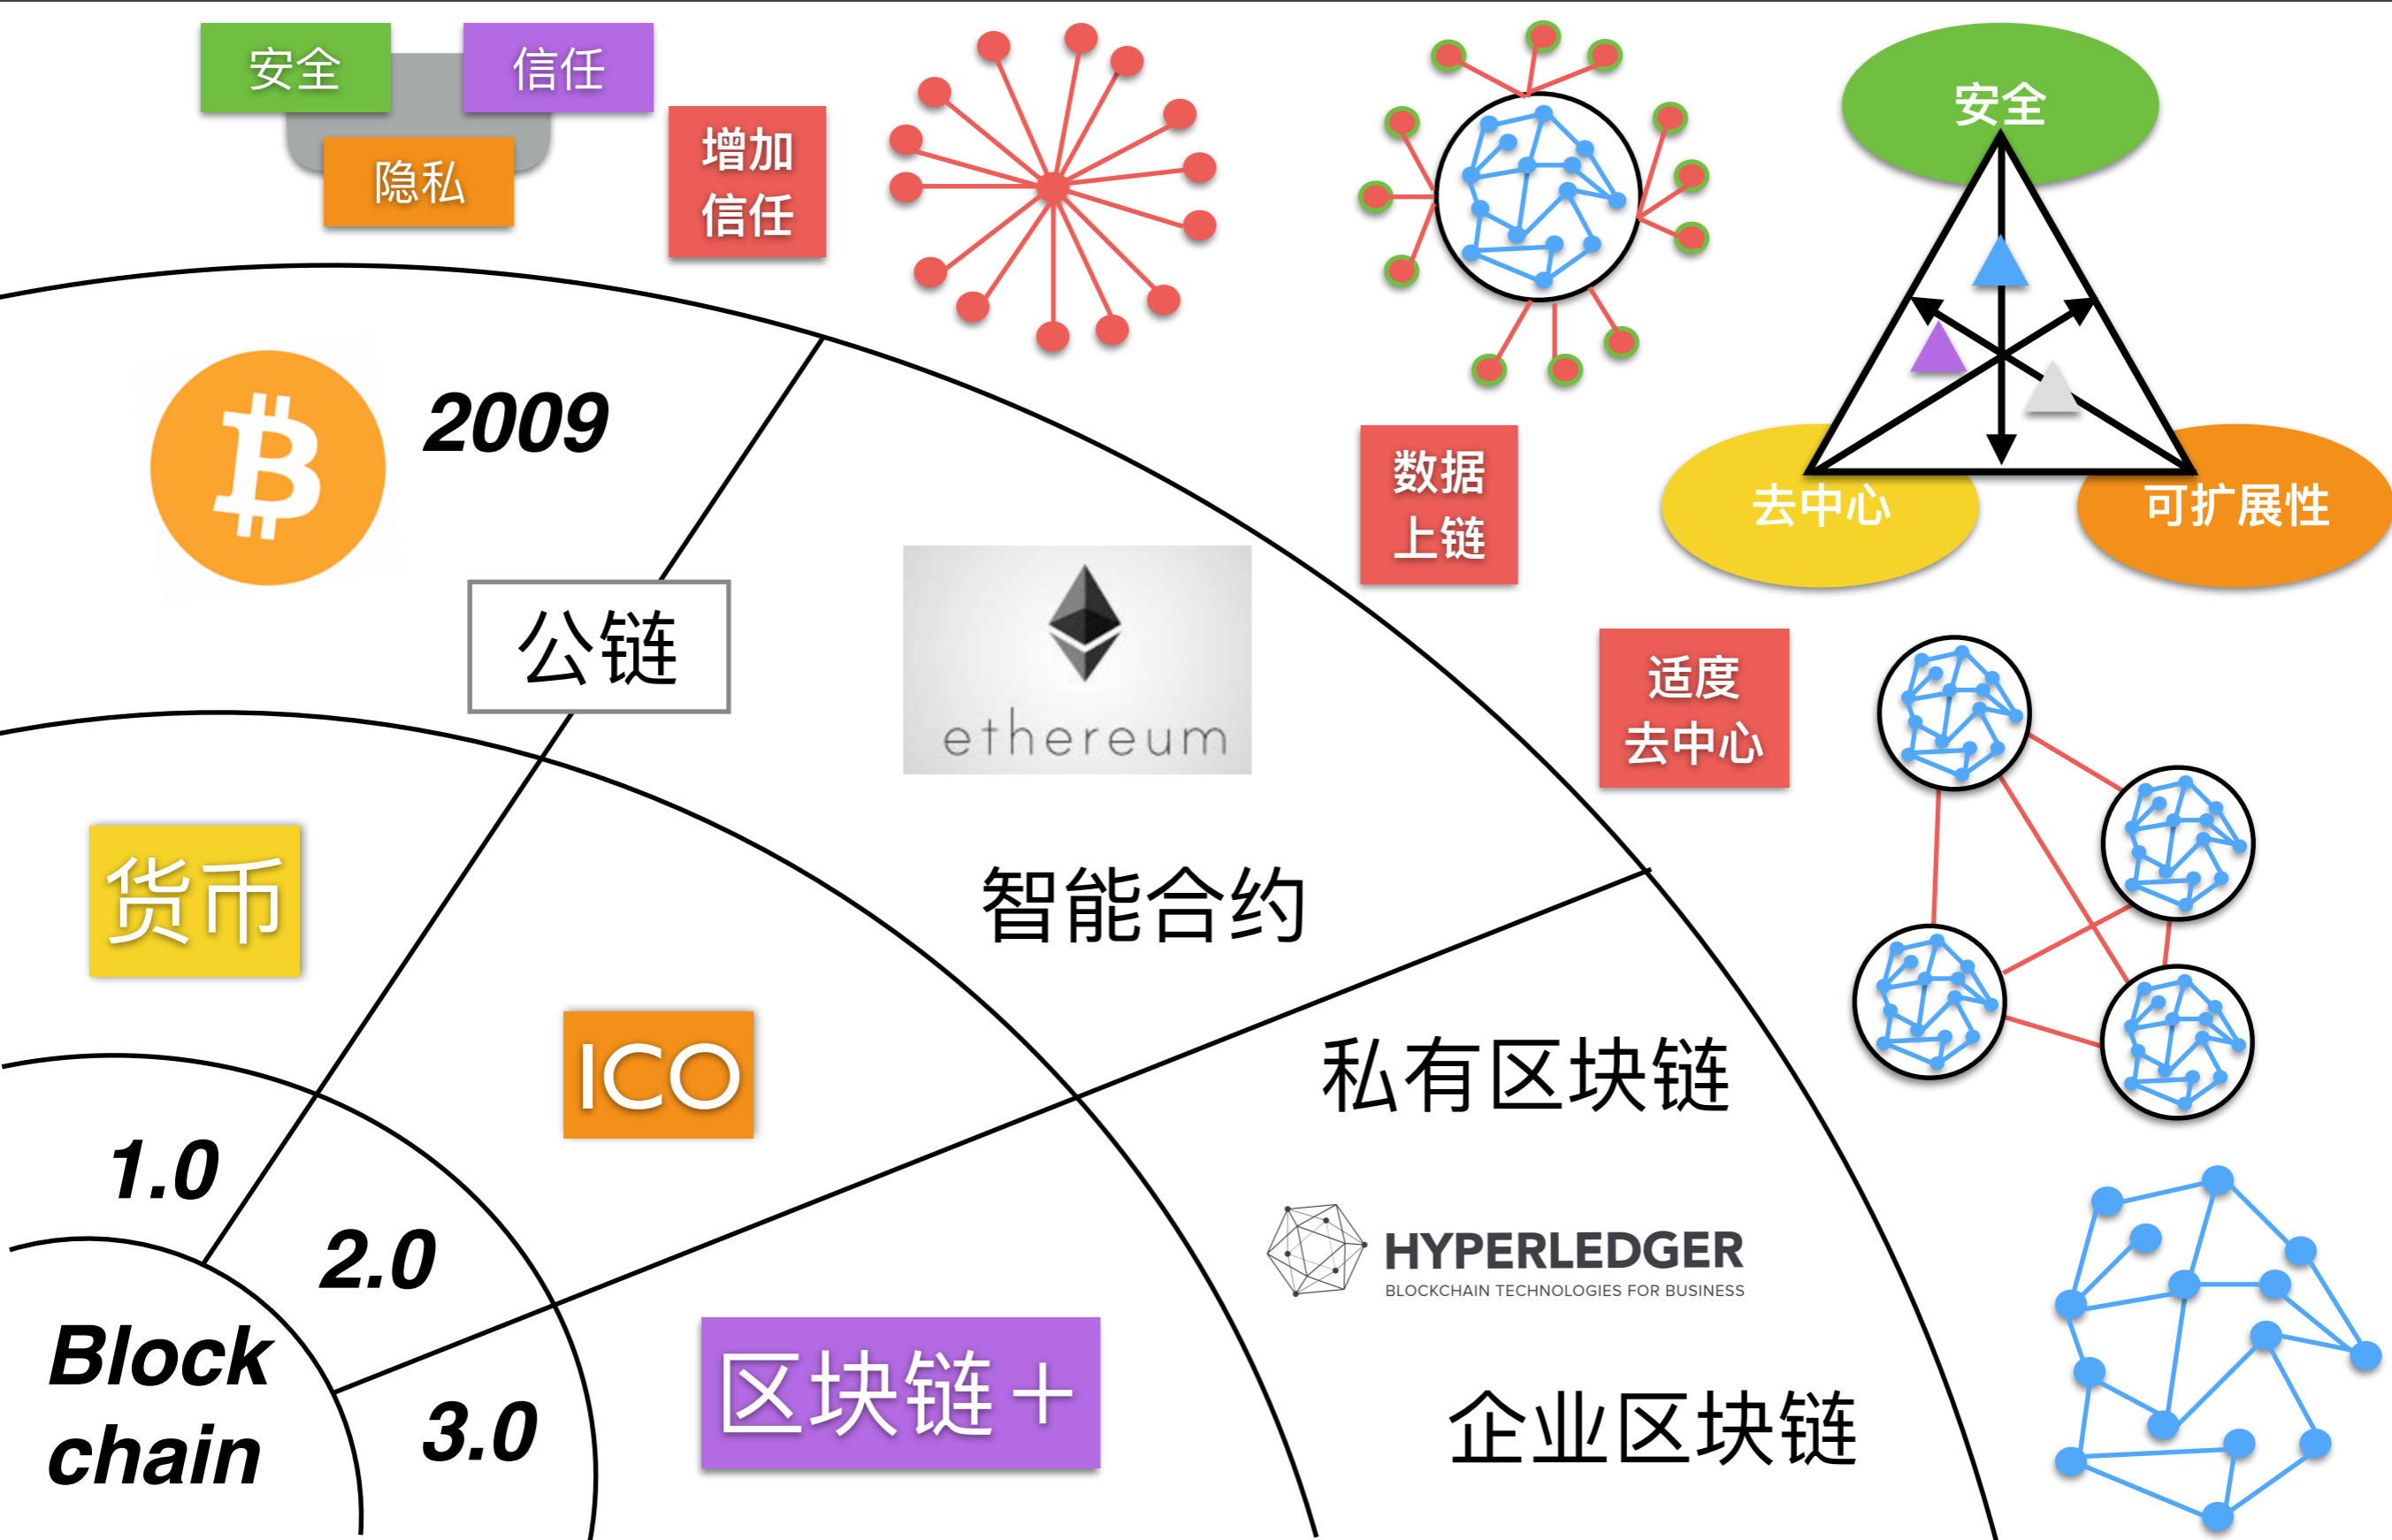 安全
信任
隐私
增加
信任
安全
2009
数据
上链
去中心
可扩展性
公链
ethereum
适度
去中心
货币
智能合约
ICO
私有区块链
1.0
2.0
HYPERLEDGER
BLOCKCHAIN TECHNOLOGIES FOR BUSINESS
Block
chain
3.0
区块链＋
企业区块链